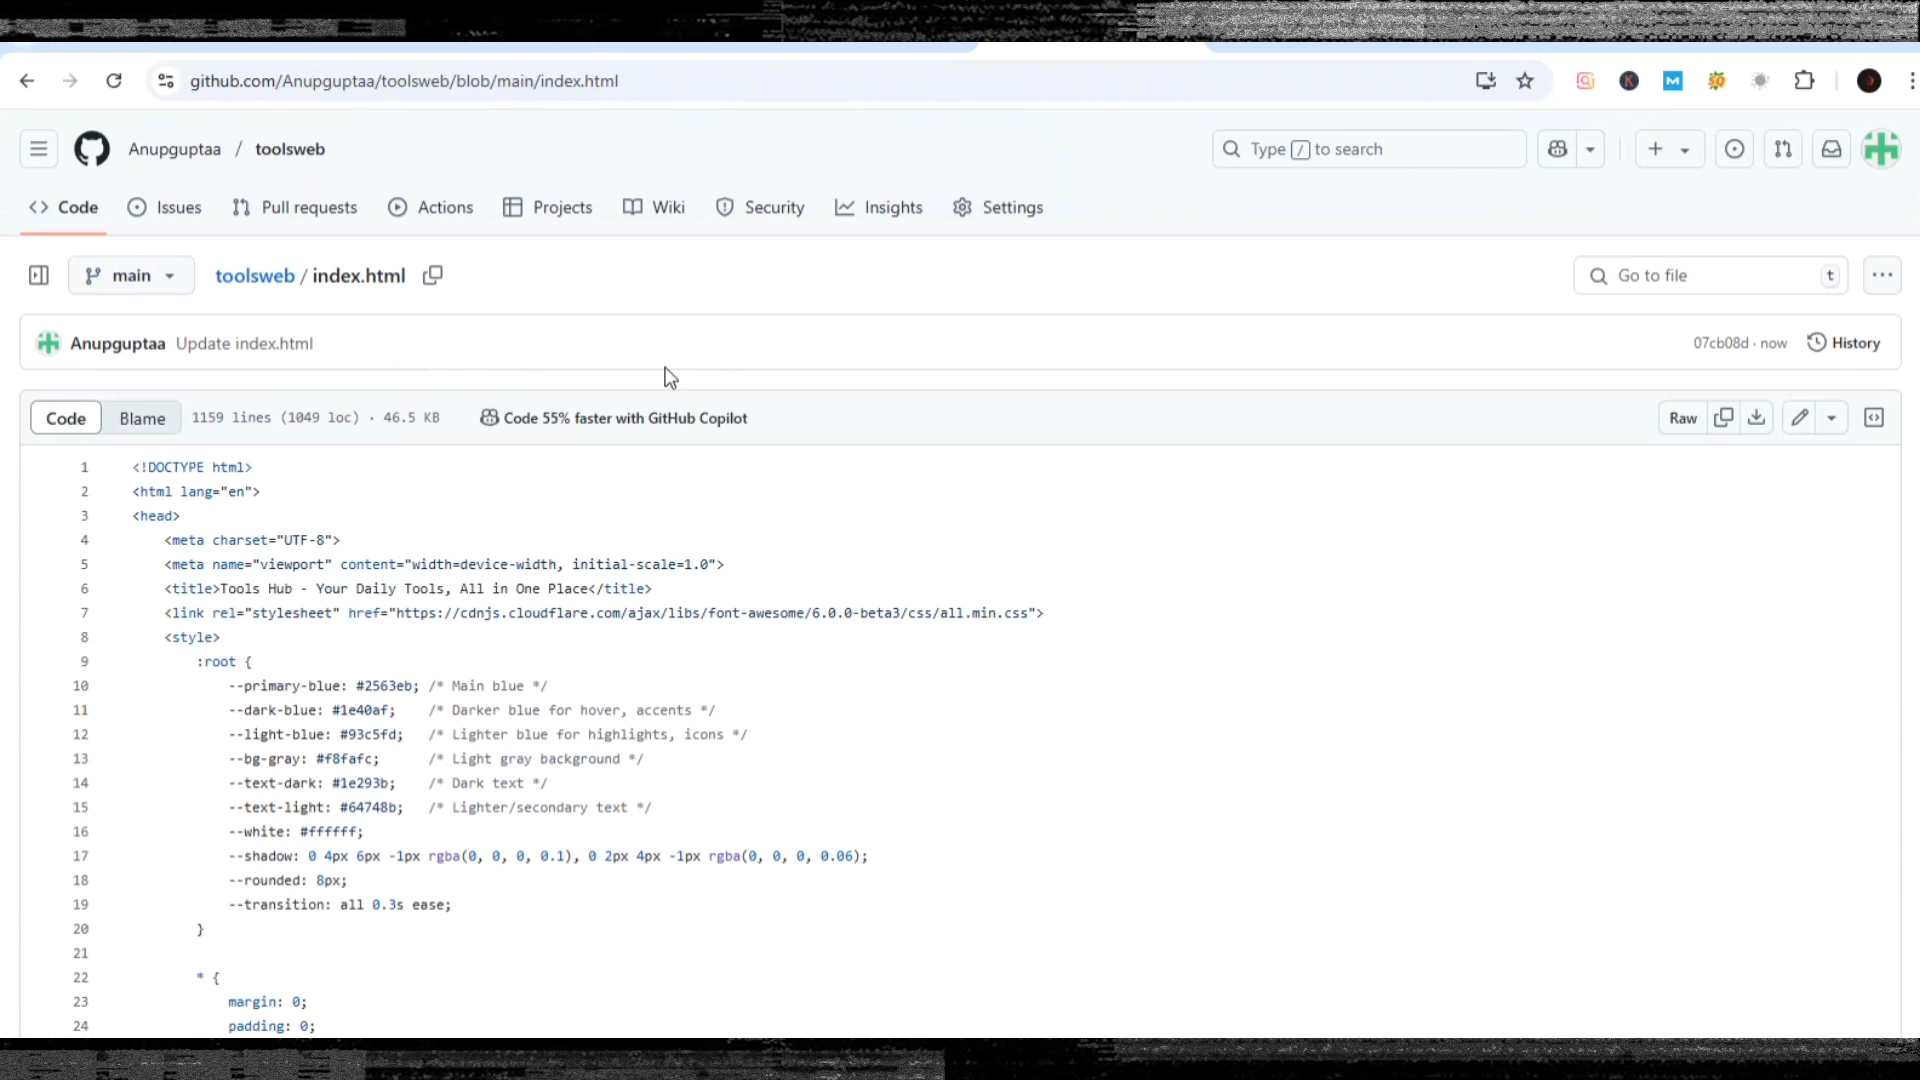 github.com/Anupguptaa/toolsweb/blob/main/index.html
Anupguptaa / toolsweb
Type / to search
Code Issues Pull requests Actions Projects Wiki Security Insights Settings
main
toolsweb / index.html
Go to file t
Anupguptaa Update index.html
07cb08d · now History
Code Blame 1159 lines (1049 loc) · 46.5 KB Code 55% faster with GitHub Copilot
Raw
1 <!DOCTYPE html>
2 <html lang="en">
3 <head>
4 <meta charset="UTF-8">
5 <meta name="viewport" content="width=device-width, initial-scale=1.0">
6 <title>Tools Hub - Your Daily Tools, All in One Place</title>
7 <link rel="stylesheet" href="https://cdnjs.cloudflare.com/ajax/libs/font-awesome/6.0.0-beta3/css/all.min.css">
8 <style>
9 :root {
10 --primary-blue: #2563eb; /* Main blue */
11 --dark-blue: #1e40af; /* Darker blue for hover, accents */
12 --light-blue: #93c5fd; /* Lighter blue for highlights, icons */
13 --bg-gray: #f8fafc; /* Light gray background */
14 --text-dark: #1e293b; /* Dark text */
15 --text-light: #64748b; /* Lighter/secondary text */
16 --white: #ffffff;
17 --shadow: 0 4px 6px -1px rgba(0, 0, 0, 0.1), 0 2px 4px -1px rgba(0, 0, 0, 0.06);
18 --rounded: 8px;
19 --transition: all 0.3s ease;
20 }
21
22 * {
23 margin: 0;
24 padding: 0;